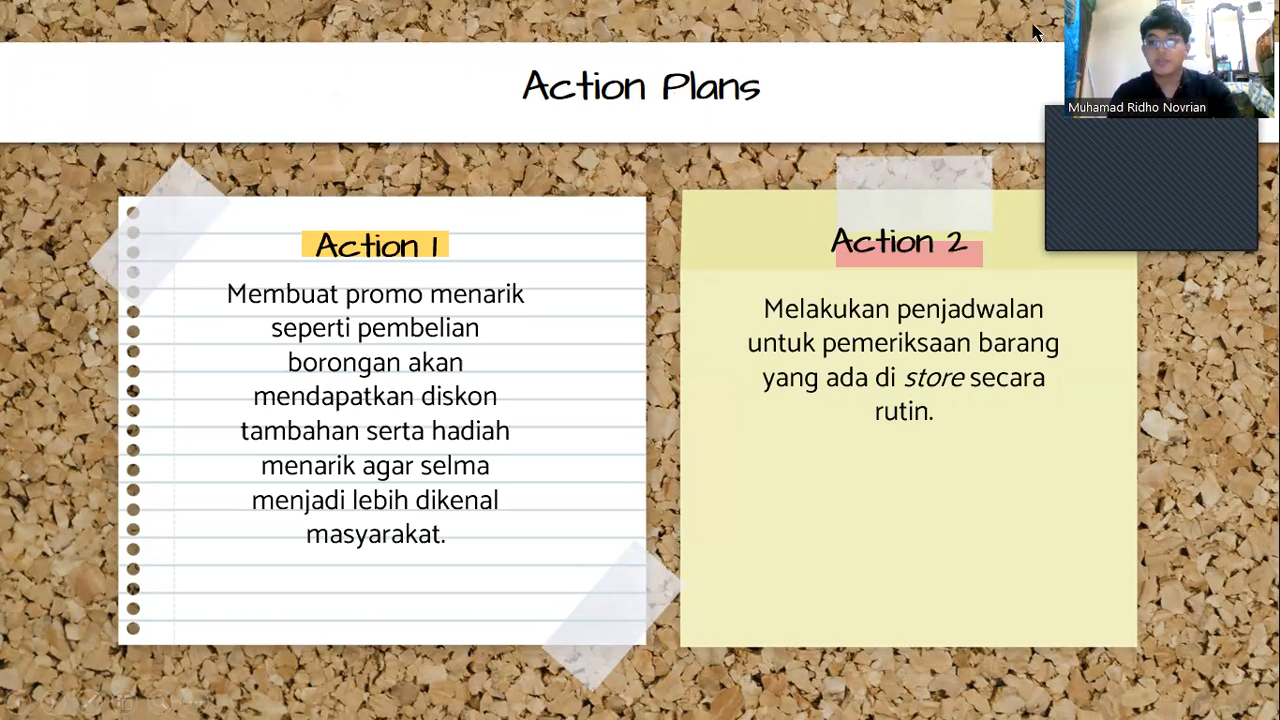 Action Plans
Muhamad Ridho Novrian
Action 1
Membuat promo menarik
seperti pembelian
borongan akan
mendapatkan diskon
tambahan serta hadiah
menarik agar selma
menjadi lebih dikenal
masyarakat.
Action 2
Melakukan penjadwalan
untuk pemeriksaan barang
yang ada di store secara
rutin.